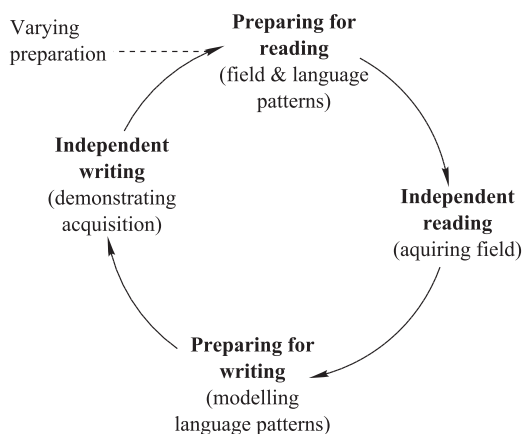 Varying
preparation
Preparing for
reading
(field & language
patterns)
Independent
reading
(aquiring field)
Preparing for
writing
(modelling
language patterns)
Independent
writing
(demonstrating
acquisition)